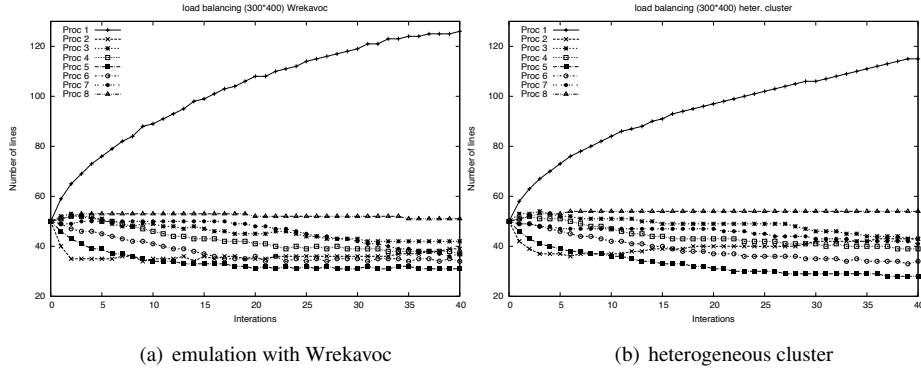 load balancing (300*400) Wrekavoc
Proc 1
Proc 2
Proc 3
Proc 4
Proc 5
Proc 6
Proc 7
Proc 8
120
100
80
60
40
20
Number of lines
0 5 10 15 20 25 30 35 40
Interations
(a) emulation with Wrekavoc
load balancing (300*400) heter. cluster
Proc 1
Proc 2
Proc 3
Proc 4
Proc 5
Proc 6
Proc 7
Proc 8
120
100
80
60
40
20
Number of lines
0 5 10 15 20 25 30 35 40
Interations
(b) heterogeneous cluster